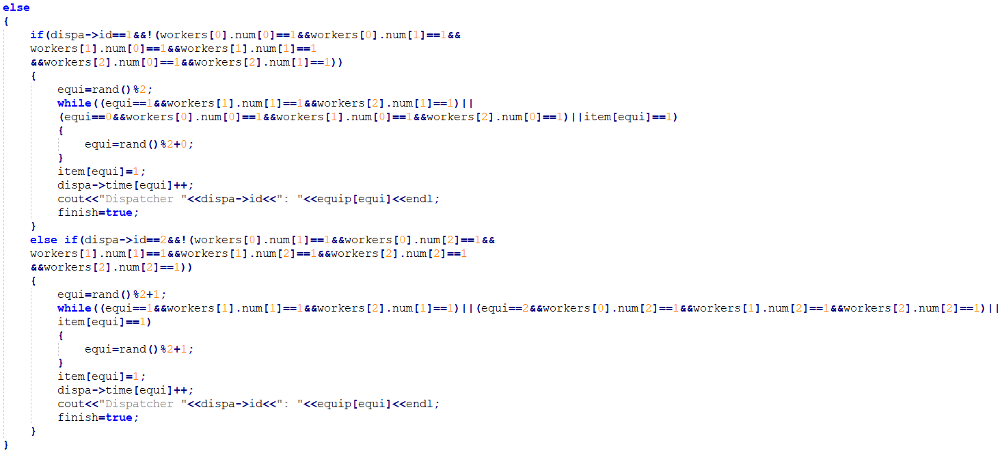 else
{
if(dispa->id==1&&!(workers[0].num[0]==1&&workers[0].num[1]==1&&
workers[1].num[0]==1&&workers[1].num[1]==1
&&workers[2].num[0]==1&&workers[2].num[1]==1))
{
equi=rand()%2;
while((equi==1&&workers[1].num[1]==1&&workers[2].num[1]==1)||
(equi==0&&workers[0].num[0]==1&&workers[1].num[0]==1&&workers[2].num[0]==1)||item[equi]==1)
{
equi=rand()%2+0;
}
item[equi]=1;
dispa->time[equi]++;
cout<<"Dispatcher "<<dispa->id<<": "<<equip[equi]<<endl;
finish=true;
}
else if(dispa->id==2&&!(workers[0].num[1]==1&&workers[0].num[2]==1&&
workers[1].num[1]==1&&workers[1].num[2]==1&&workers[2].num[2]==1
&&workers[2].num[2]==1))
{
equi=rand()%2+1;
while((equi==1&&workers[1].num[1]==1&&workers[2].num[1]==1)||(equi==2&&workers[0].num[2]==1&&workers[1].num[2]==1&&workers[2].num[2]==1)||
item[equi]==1)
{
equi=rand()%2+1;
}
item[equi]=1;
dispa->time[equi]++;
cout<<"Dispatcher "<<dispa->id<<": "<<equip[equi]<<endl;
finish=true;
}
}